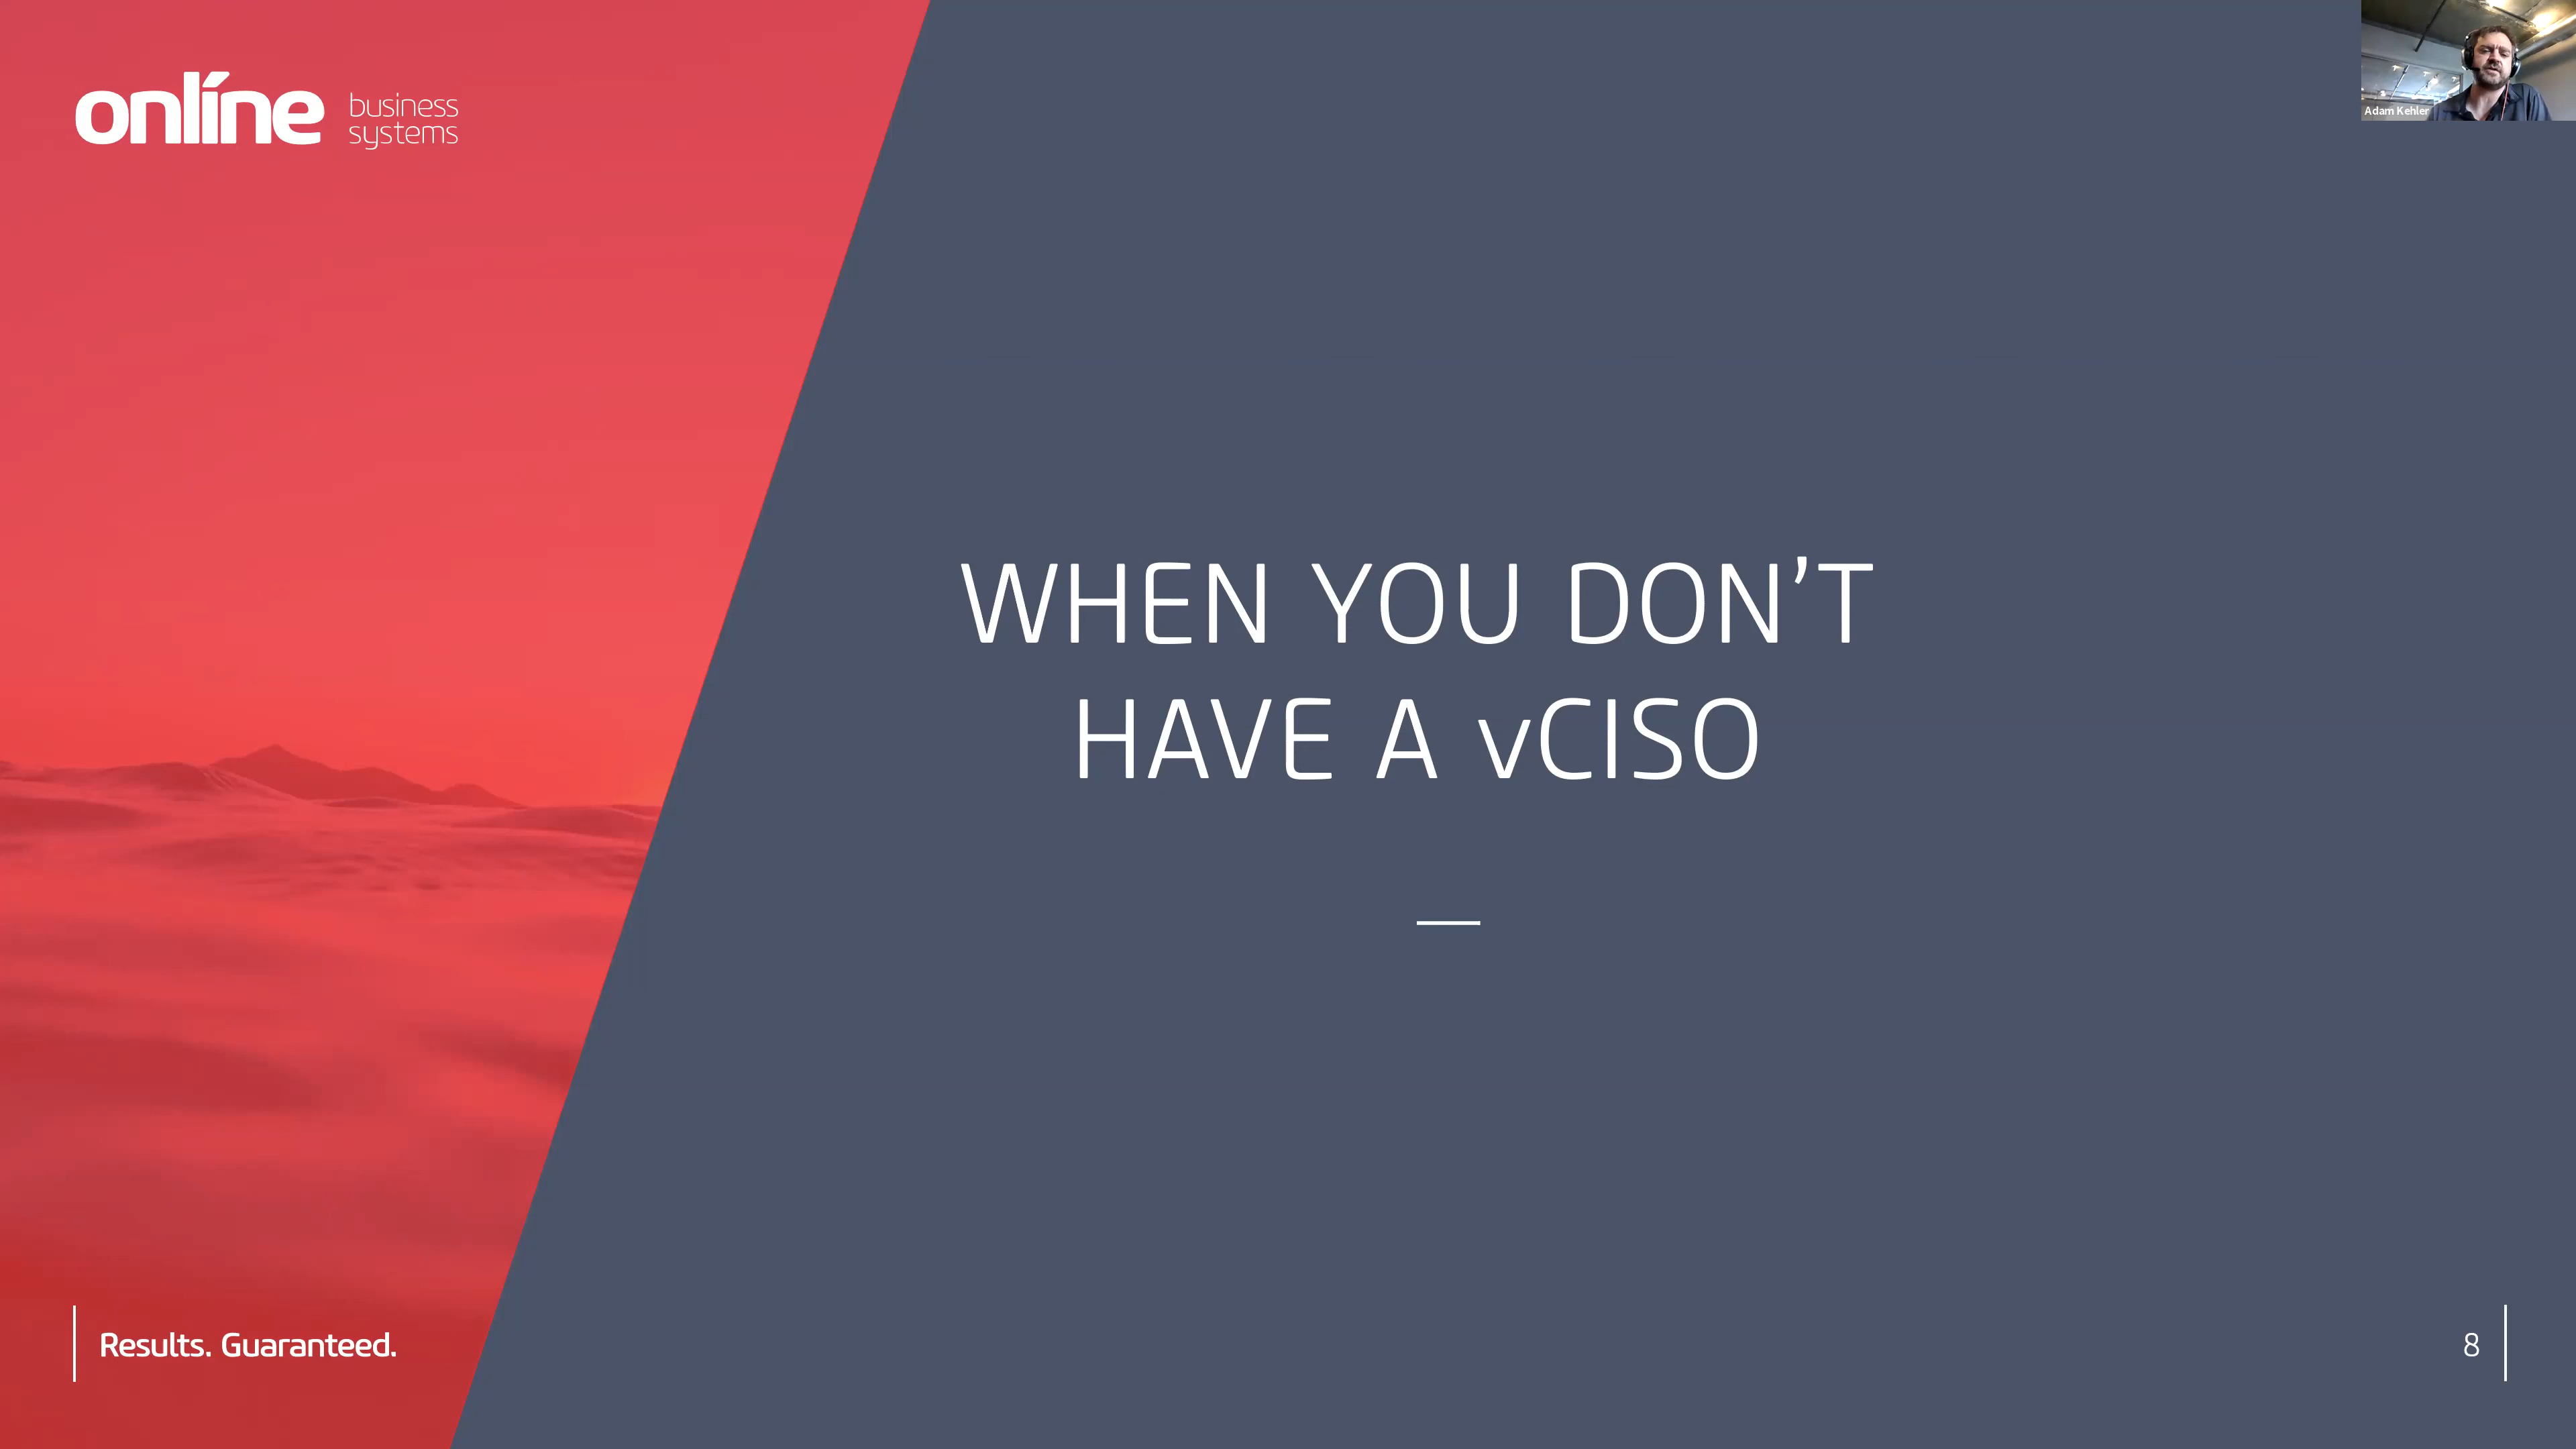 online
business
systems
Adam Kehler
WHEN YOU DON’T
HAVE A vCISO
Results. Guaranteed.
8